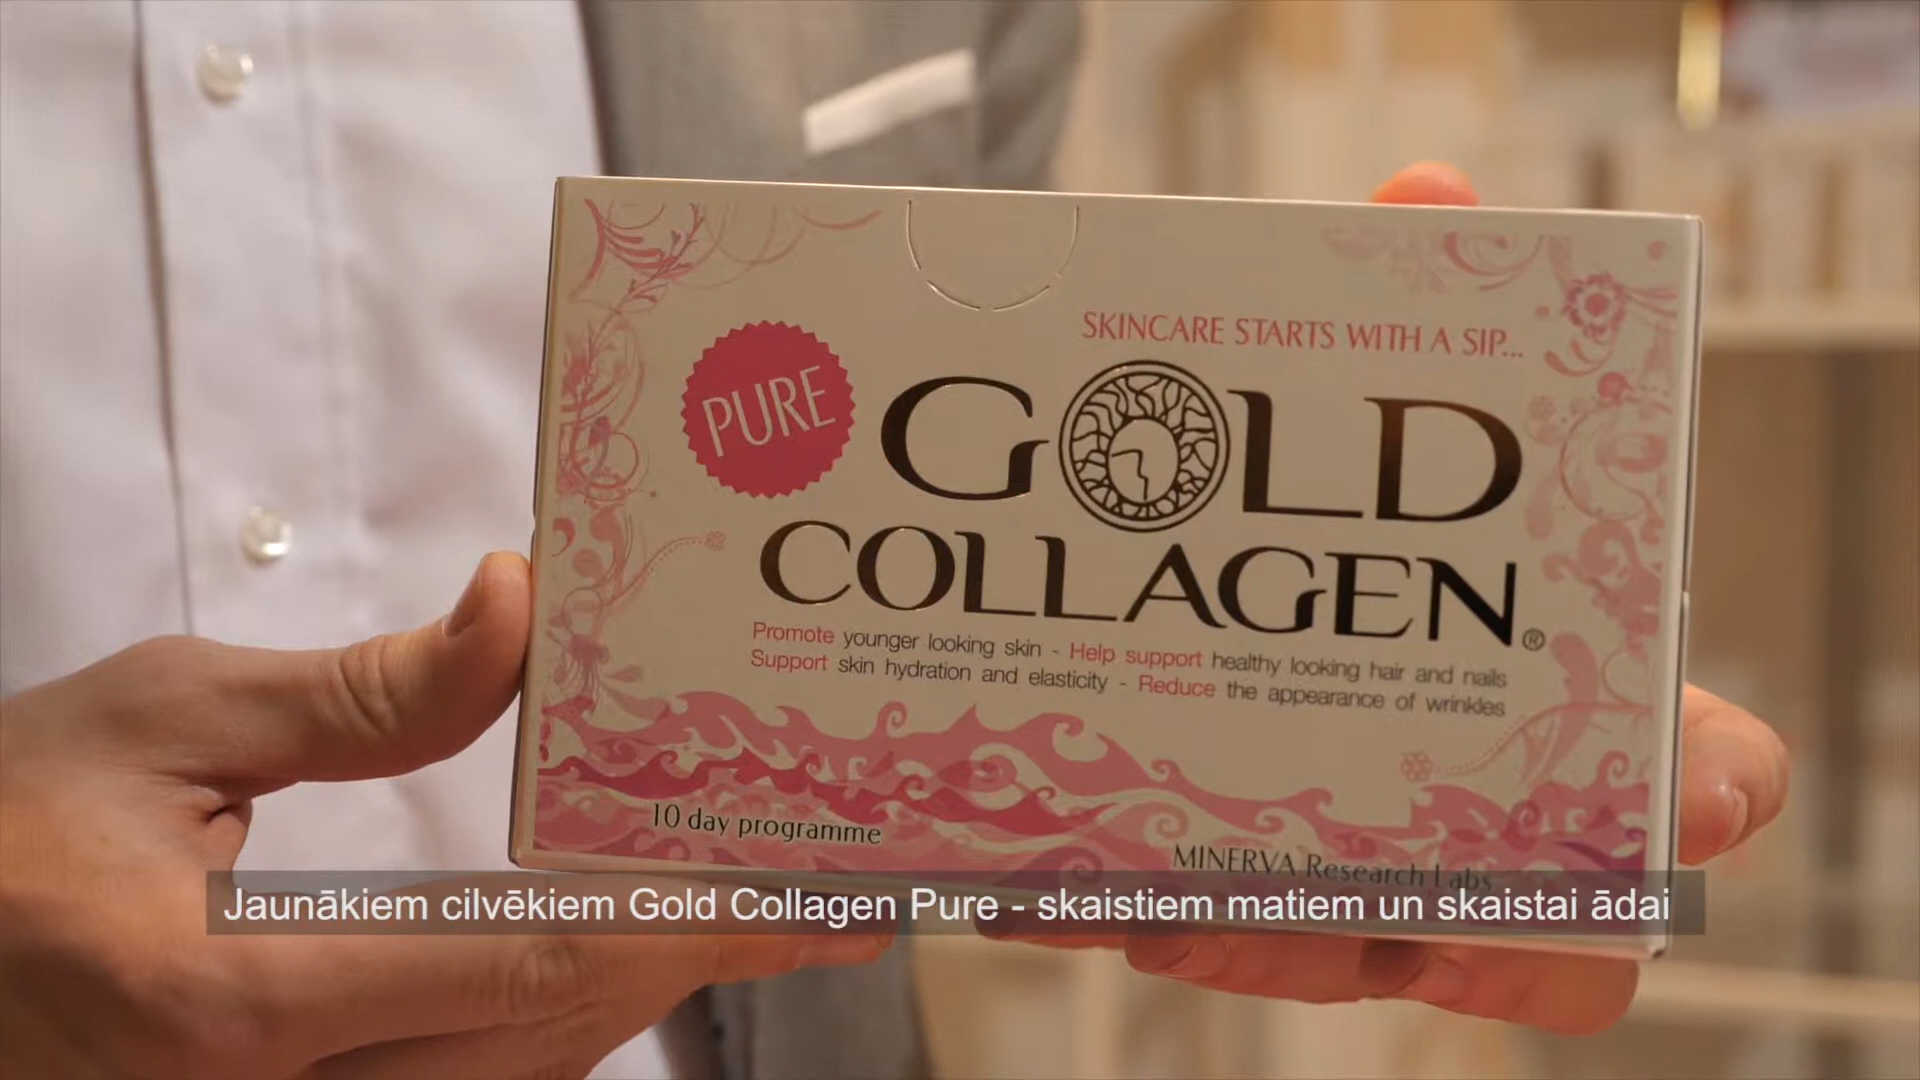 SKINCARE STARTS WITH A SIP...
PURE
GOLD
COLLAGEN®
Promote younger looking skin - Help support healthy looking hair and nails
Support skin hydration and elasticity - Reduce the appearance of wrinkles
10 day programme
MINERVA Research Labs
Jaunākiem cilvēkiem Gold Collagen Pure - skaistiem matiem un skaistai ādai